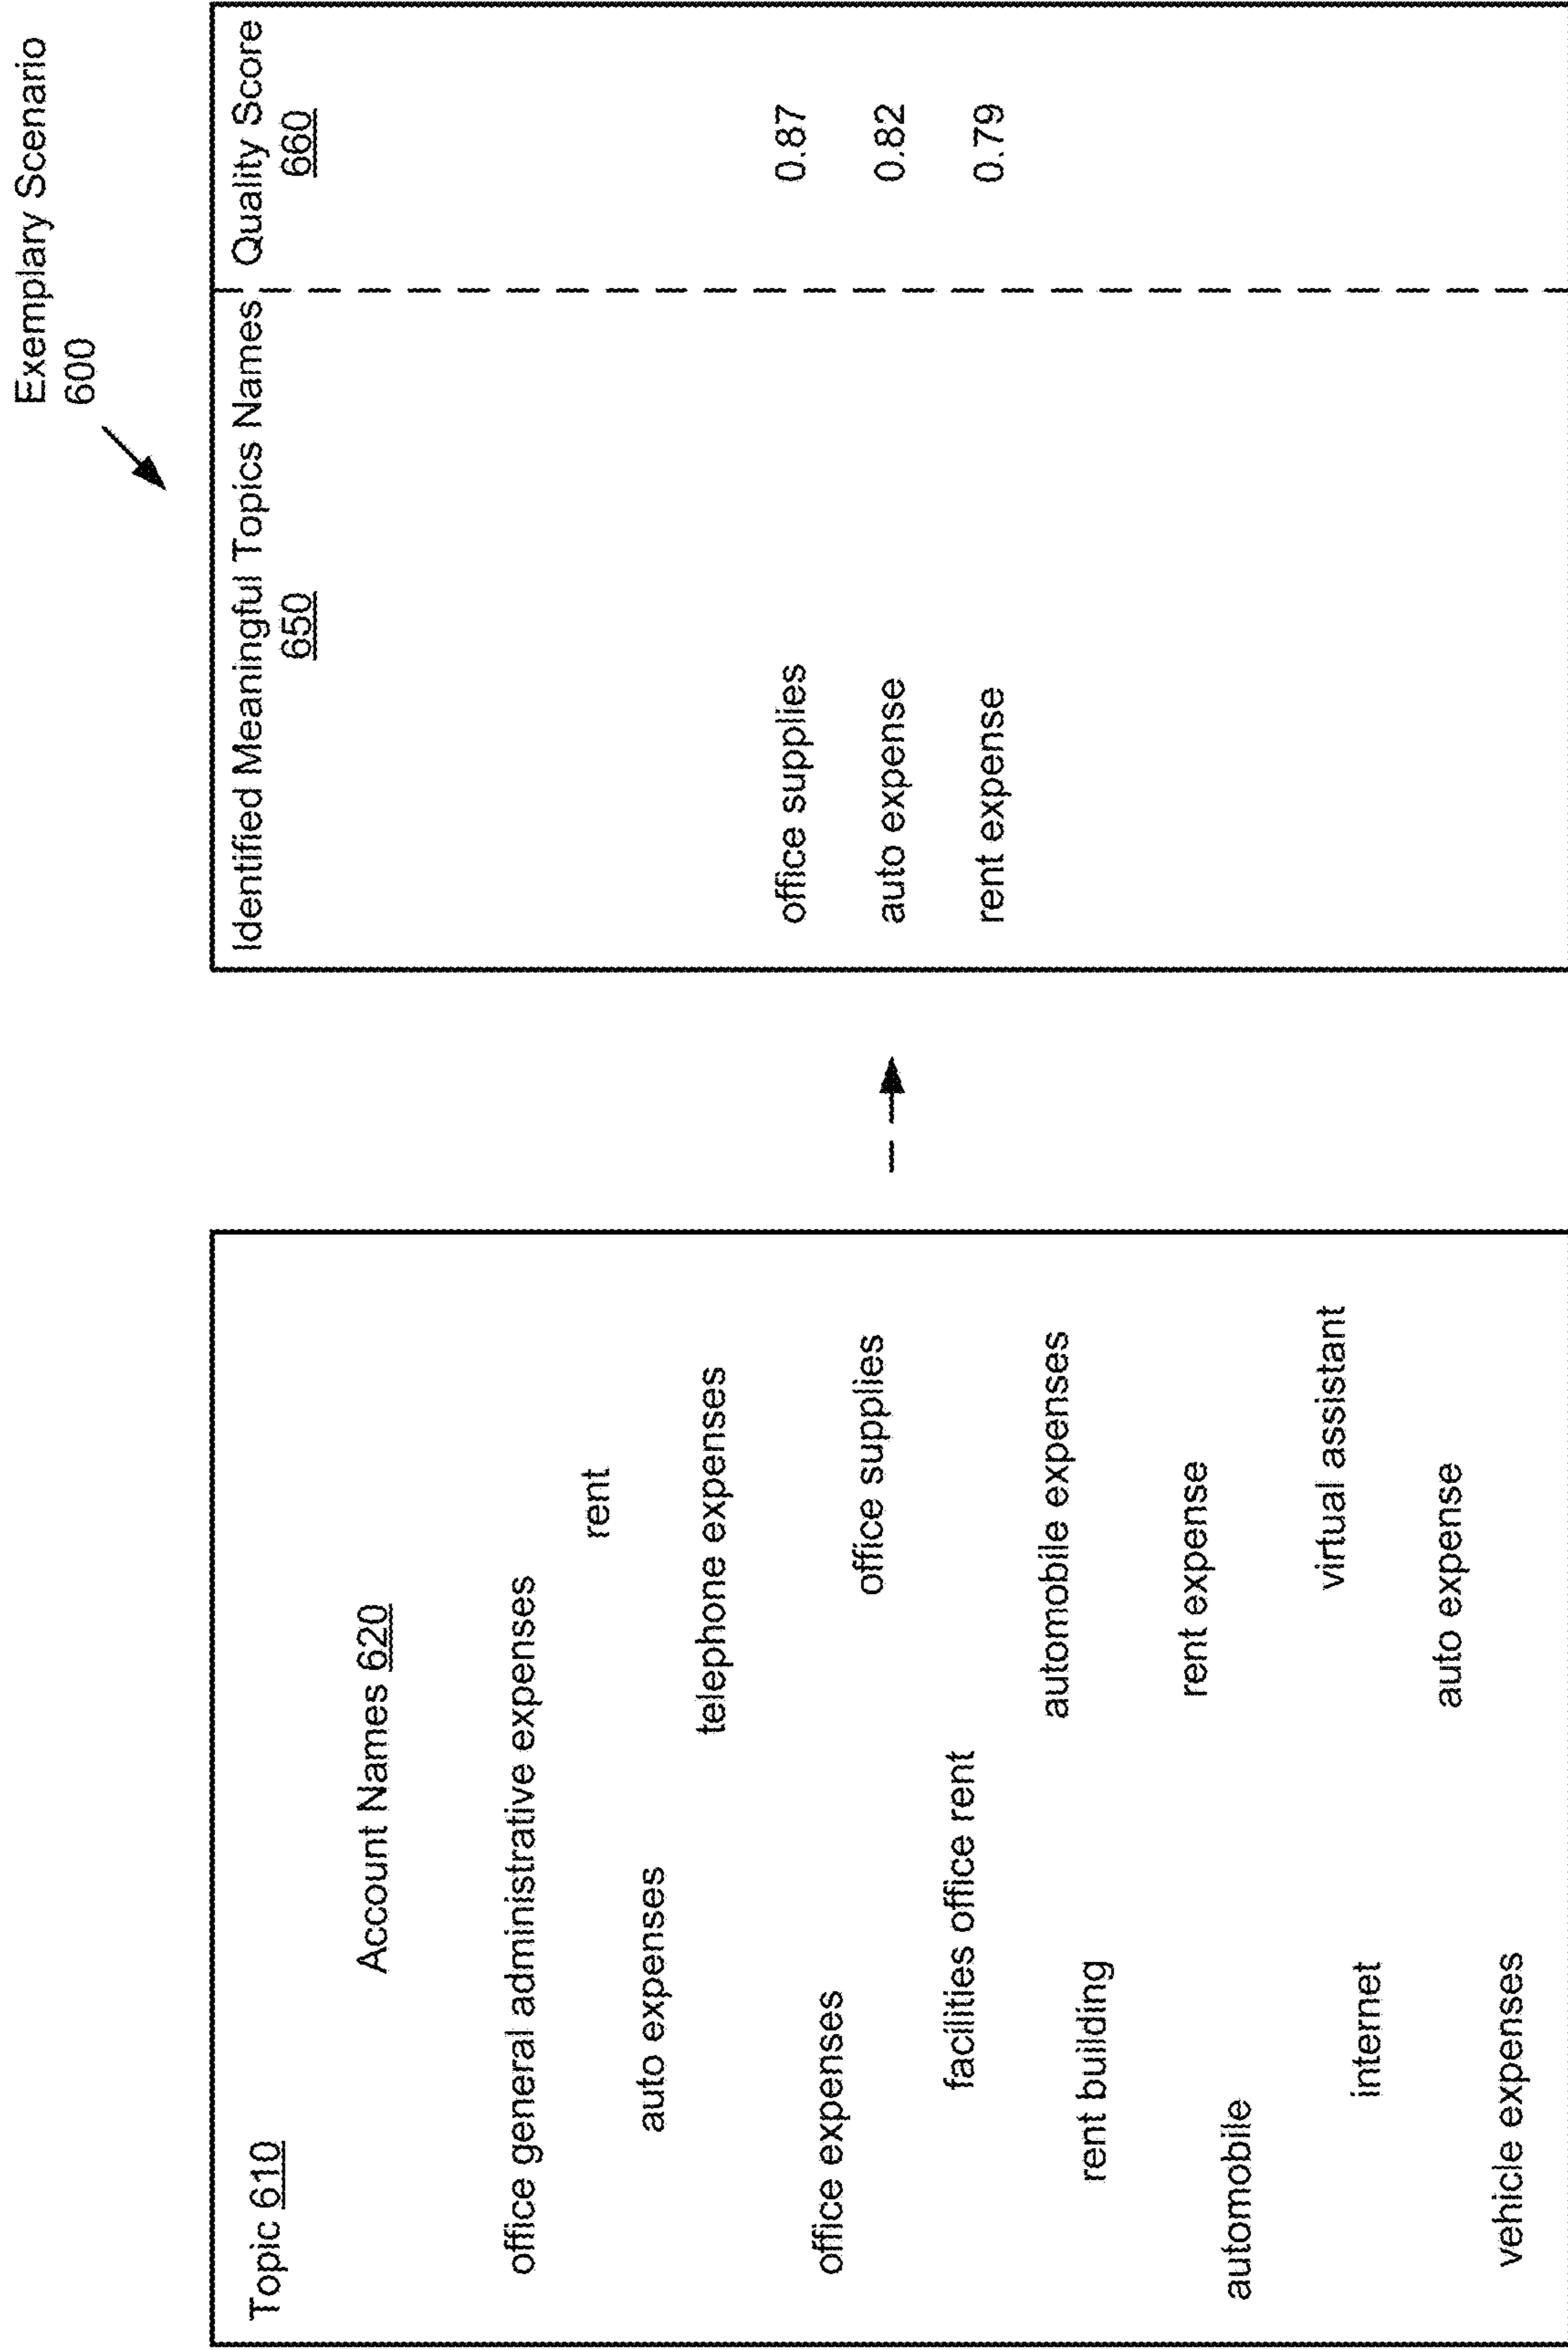 Exemplary Scenario
600
Topic 610
Account Names 620
office general administrative expenses
rent
auto expenses
telephone expenses
office expenses
office supplies
facilities office rent
automobile expenses
rent building
rent expense
automobile
virtual assistant
internet
auto expense
vehicle expenses
Identified Meaningful Topics Names
650
Quality Score
660
office supplies 0.87
auto expense 0.82
rent expense 0.79